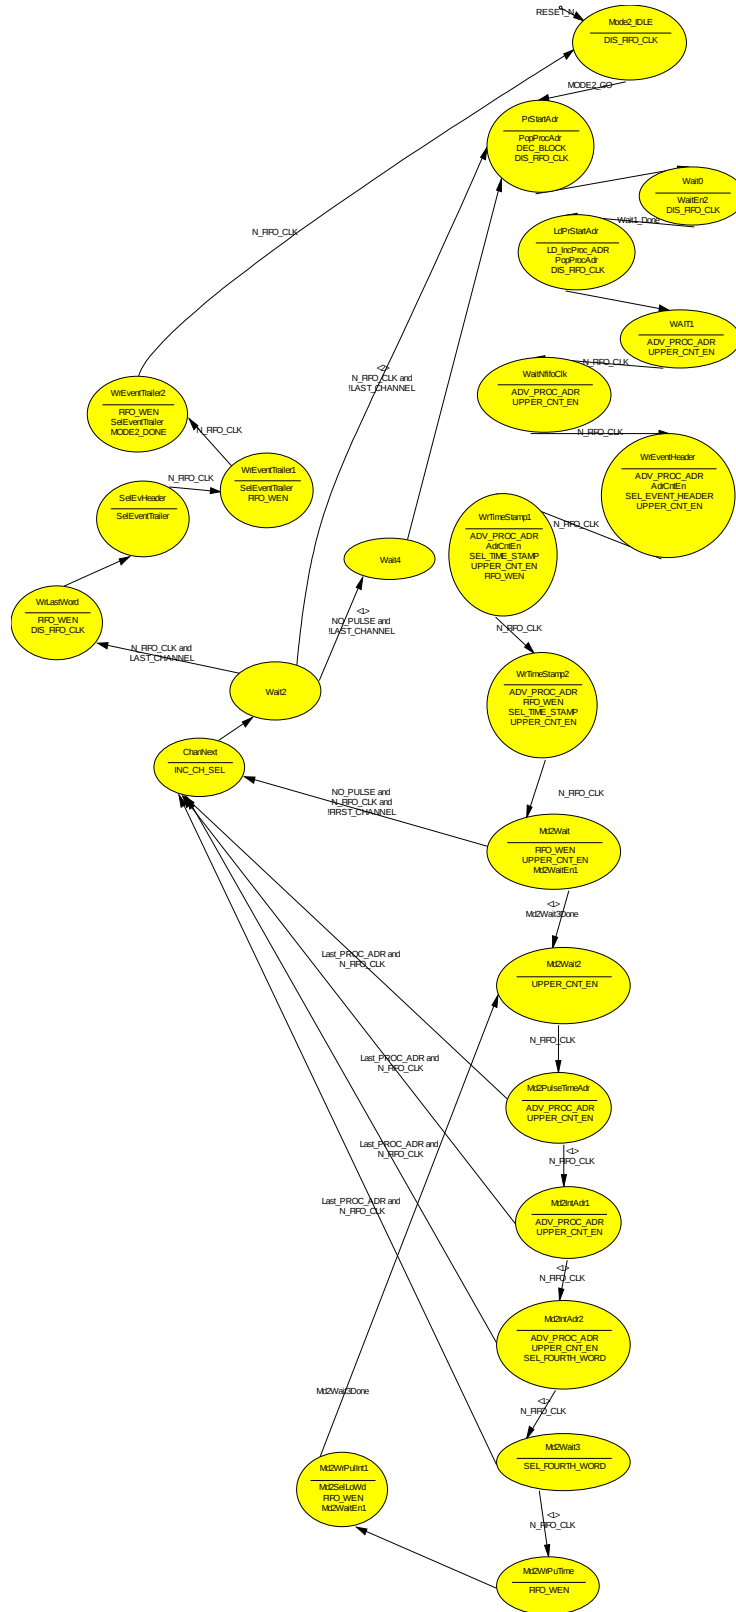 RESET_N
Mode2_IDLE
DIS_FIFO_CLK
MODE2_GO
PrStartAdr
PopProcAdr
DEC_BLOCK
DIS_FIFO_CLK
Wait0
WaitEn2
DIS_FIFO_CLK
Wait1_Done
LdPrStartAdr
LD_IncProc_ADR
PopProcAdr
DIS_FIFO_CLK
N_FIFO_CLK
WAIT1
ADV_PROC_ADR
UPPER_CNT_EN
N_FIFO_CLK
<2>
N_FIFO_CLK and
!LAST_CHANNEL
WaitNfifoClk
ADV_PROC_ADR
UPPER_CNT_EN
N_FIFO_CLK
WrEventTrailer2
FIFO_WEN
SelEventTrailer
MODE2_DONE
N_FIFO_CLK
WrEventHeader
ADV_PROC_ADR
AdrCntEn
SEL_EVENT_HEADER
UPPER_CNT_EN
WrEventTrailer1
SelEventTrailer
FIFO_WEN
N_FIFO_CLK
SelEvHeader
SelEventTrailer
WrTimeStamp1
ADV_PROC_ADR
AdrCntEn
SEL_TIME_STAMP
UPPER_CNT_EN
FIFO_WEN
N_FIFO_CLK
Wait4
WrLastWord
FIFO_WEN
DIS_FIFO_CLK
<1>
NO_PULSE and
!LAST_CHANNEL
N_FIFO_CLK
N_FIFO_CLK and
LAST_CHANNEL
Wait2
WrTimeStamp2
ADV_PROC_ADR
FIFO_WEN
SEL_TIME_STAMP
UPPER_CNT_EN
ChanNext
INC_CH_SEL
NO_PULSE and
N_FIFO_CLK and
!FIRST_CHANNEL
N_FIFO_CLK
Md2Wait
FIFO_WEN
UPPER_CNT_EN
Md2WaitEn1
<1>
Md2Wait3Done
Last_PROC_ADR and
N_FIFO_CLK
Md2Wait2
UPPER_CNT_EN
N_FIFO_CLK
Last_PROC_ADR and
N_FIFO_CLK
Md2PulseTimeAdr
ADV_PROC_ADR
UPPER_CNT_EN
Last_PROC_ADR and
N_FIFO_CLK
<1>
N_FIFO_CLK
Last_PROC_ADR and
N_FIFO_CLK
Md2IntAdr1
ADV_PROC_ADR
UPPER_CNT_EN
<1>
N_FIFO_CLK
Md2IntAdr2
ADV_PROC_ADR
UPPER_CNT_EN
SEL_FOURTH_WORD
Md2Wait3Done
<1>
N_FIFO_CLK
Md2Wait3
SEL_FOURTH_WORD
Md2WrPulInt1
Md2SelLoWd
FIFO_WEN
Md2WaitEn1
<1>
N_FIFO_CLK
Md2WrPuTime
FIFO_WEN